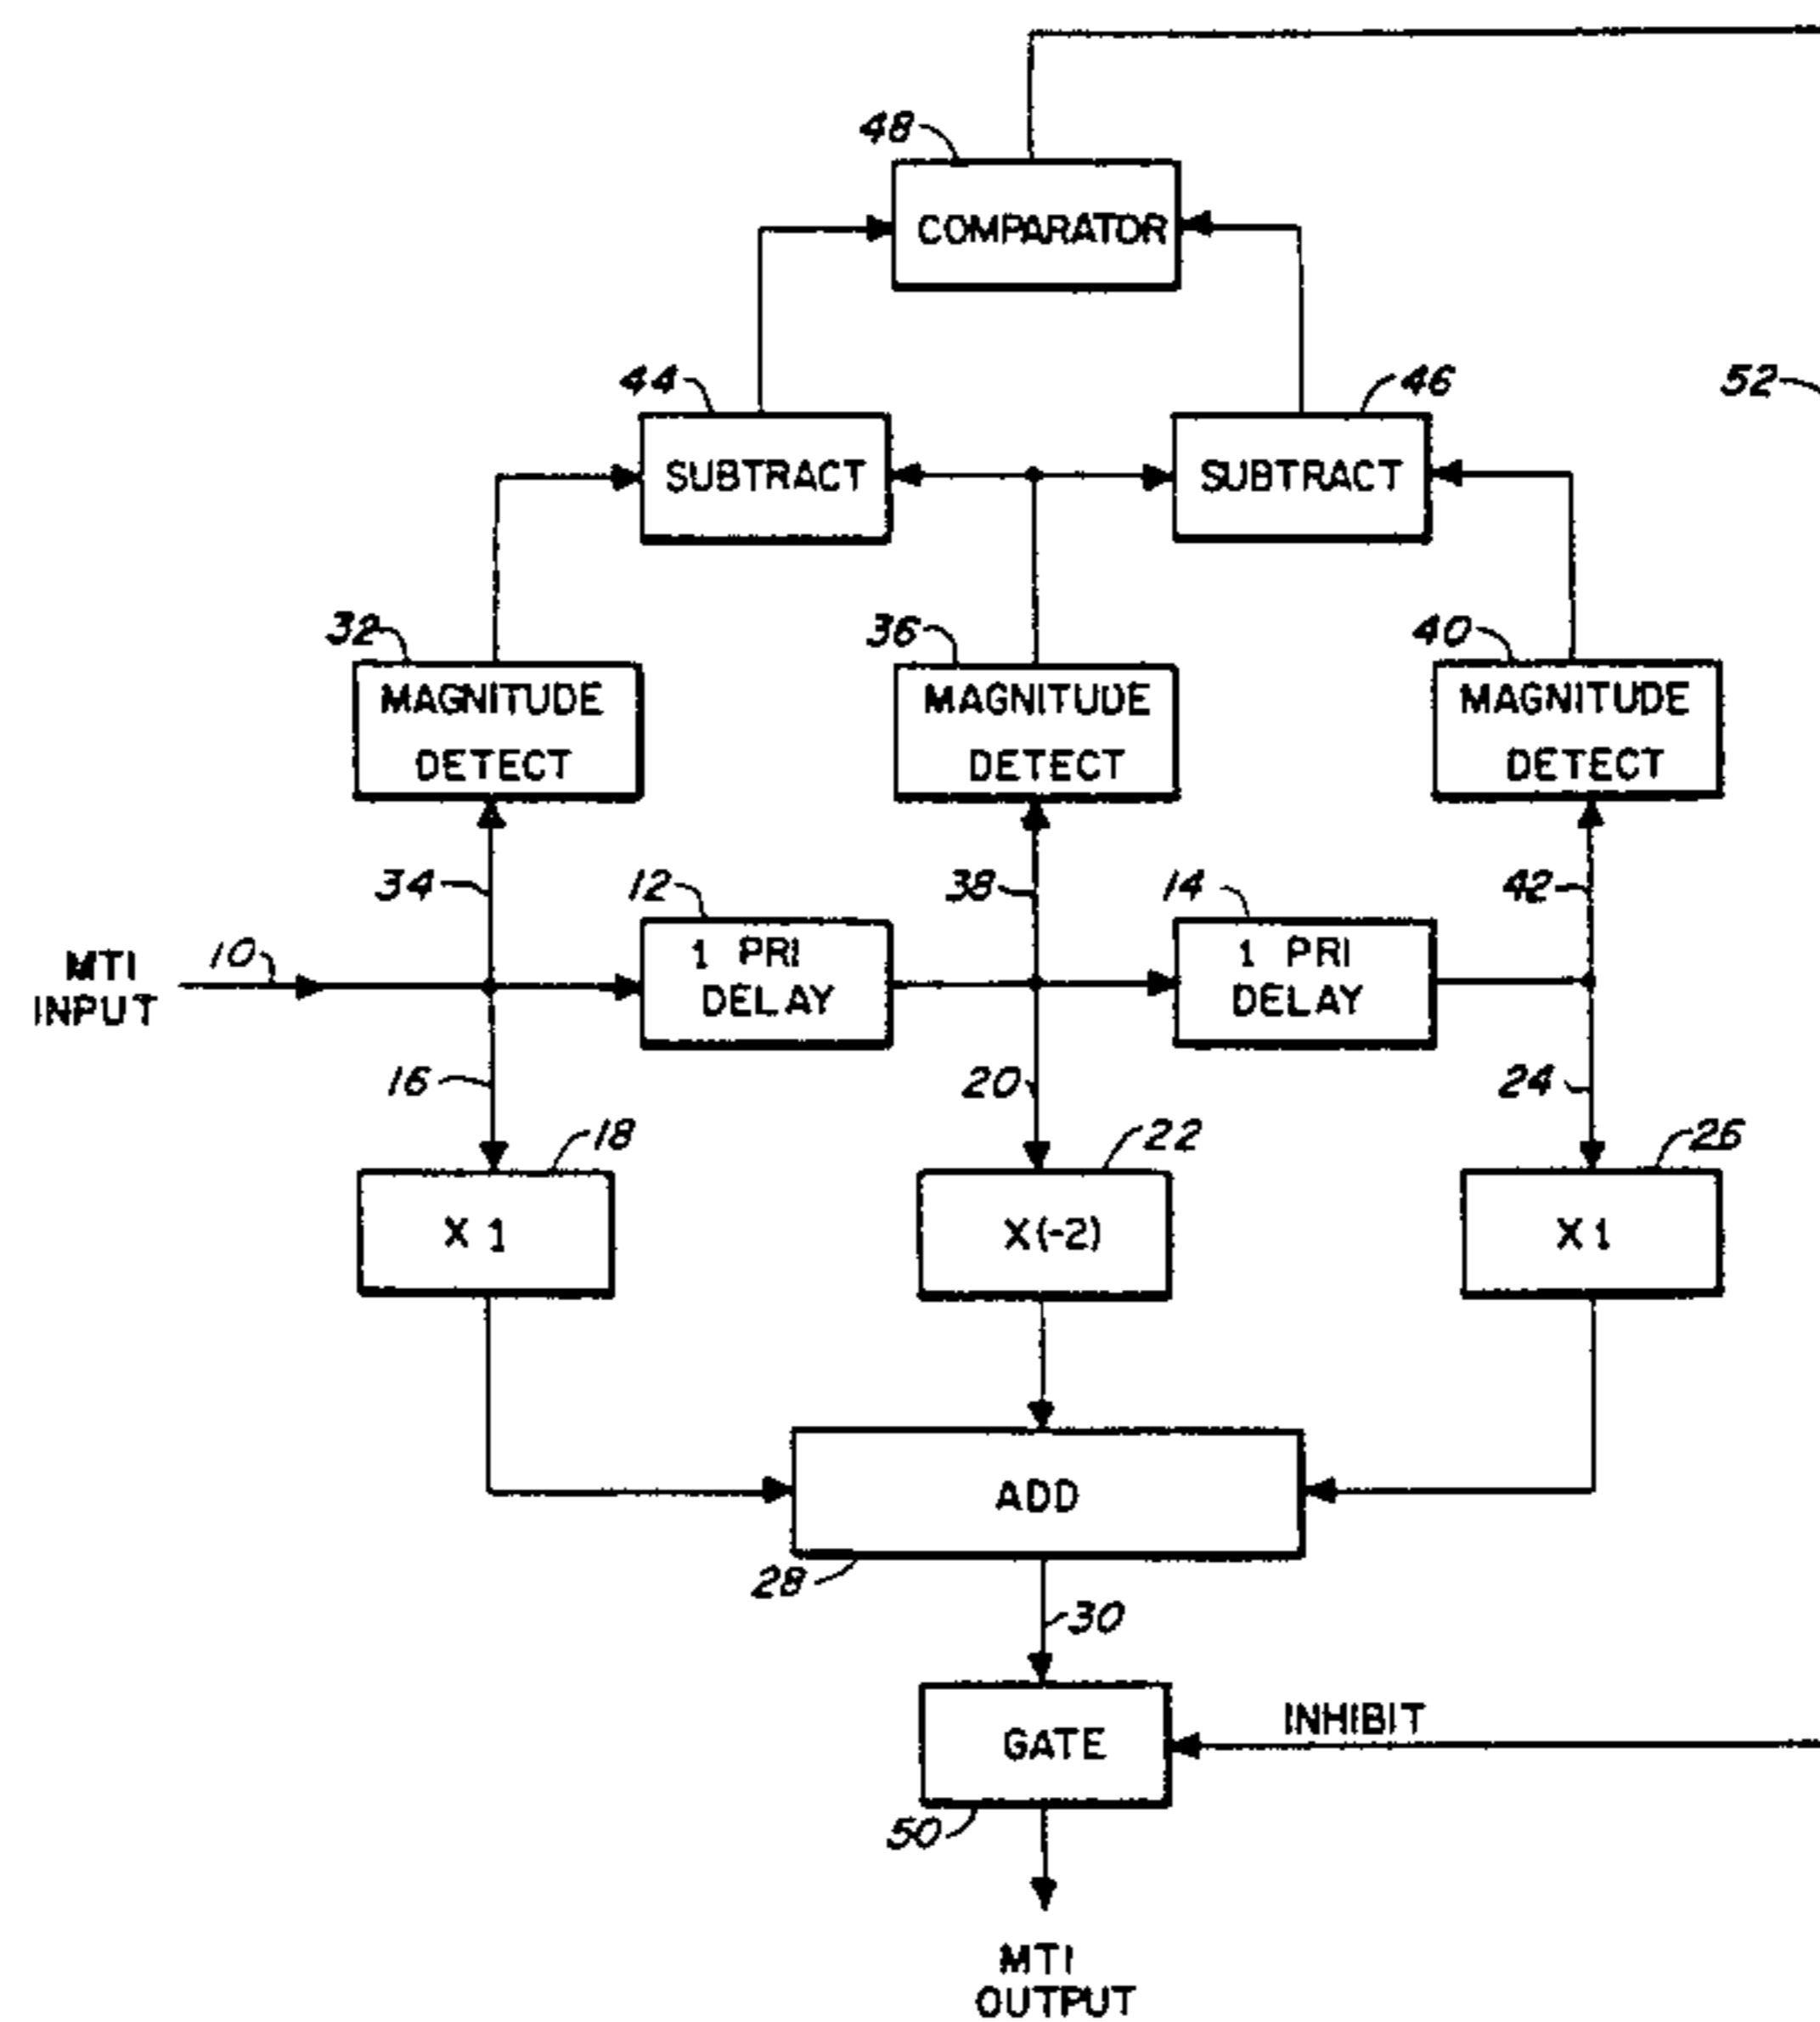 48
COMPARATOR
44
46
52
SUBTRACT
SUBTRACT
32
36
40
MAGNITUDE
DETECT
MAGNITUDE
DETECT
MAGNITUDE
DETECT
34
12
38
14
42
MTI
INPUT
10
1 PRI
DELAY
1 PRI
DELAY
16
20
24
18
22
26
X 1
X(-2)
X 1
ADD
28
30
GATE
INHIBIT
50
MTI
OUTPUT